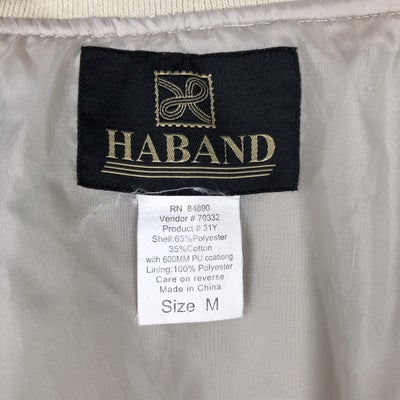 HABAND
RN 84890
Vendor # 70332
Product # 31Y
Shell:65%Polyester
35%Cotton
with 600MM PU coationg
Lining:100% Polyester
Care on reverse
Made in China
Size M